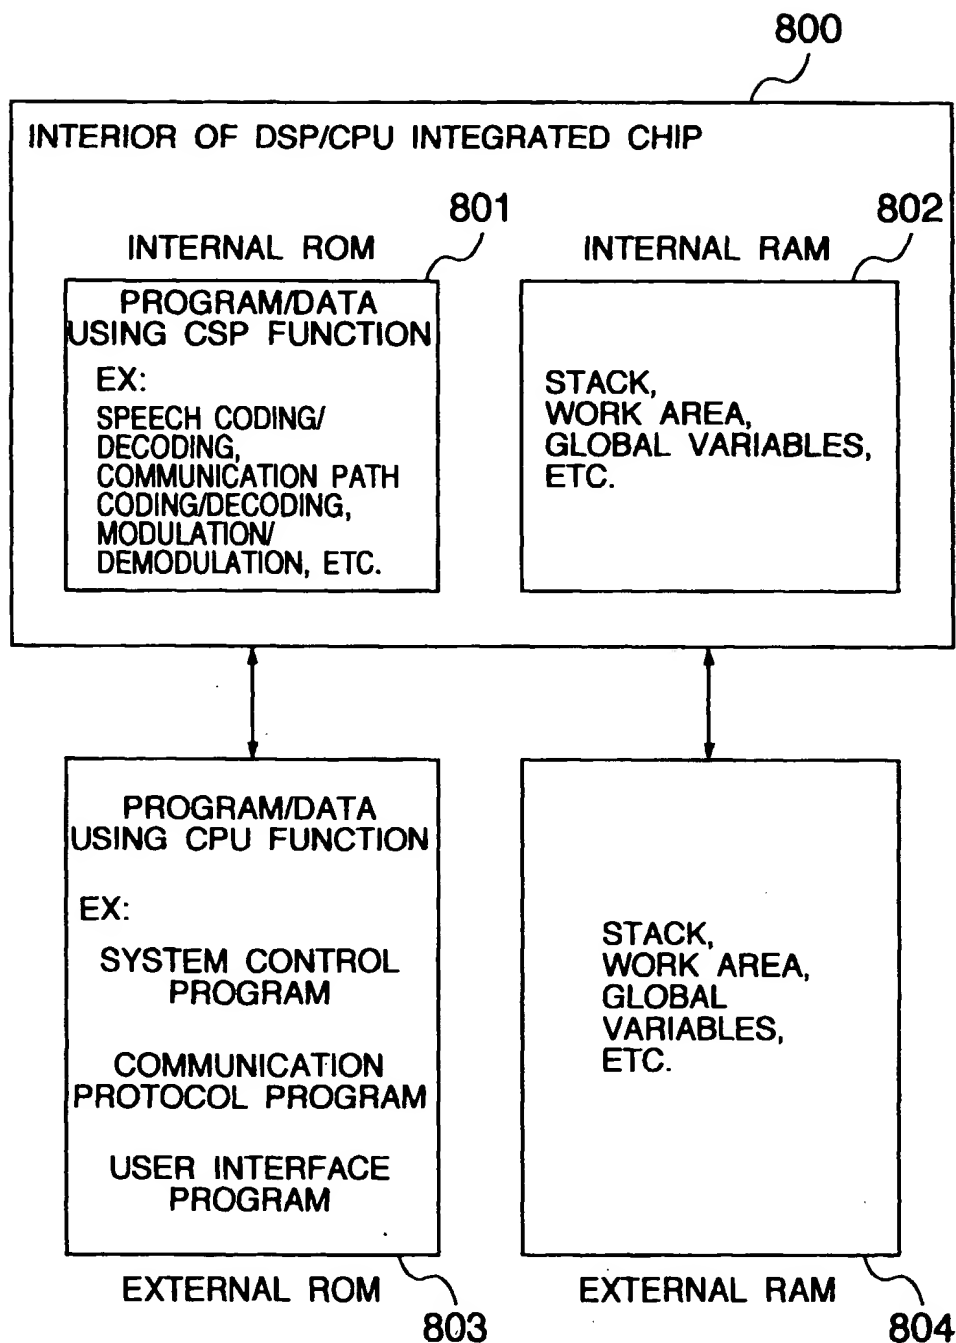 800
INTERIOR OF DSP/CPU INTEGRATED CHIP
801
802
INTERNAL ROM
INTERNAL RAM
PROGRAM/DATA
USING CSP FUNCTION
EX:
SPEECH CODING/
DECODING,
COMMUNICATION PATH
CODING/DECODING,
MODULATION/
DEMODULATION, ETC.
STACK,
WORK AREA,
GLOBAL VARIABLES,
ETC.
PROGRAM/DATA
USING CPU FUNCTION
EX:
SYSTEM CONTROL
PROGRAM
COMMUNICATION
PROTOCOL PROGRAM
USER INTERFACE
PROGRAM
STACK,
WORK AREA,
GLOBAL
VARIABLES,
ETC.
EXTERNAL ROM
EXTERNAL RAM
803
804